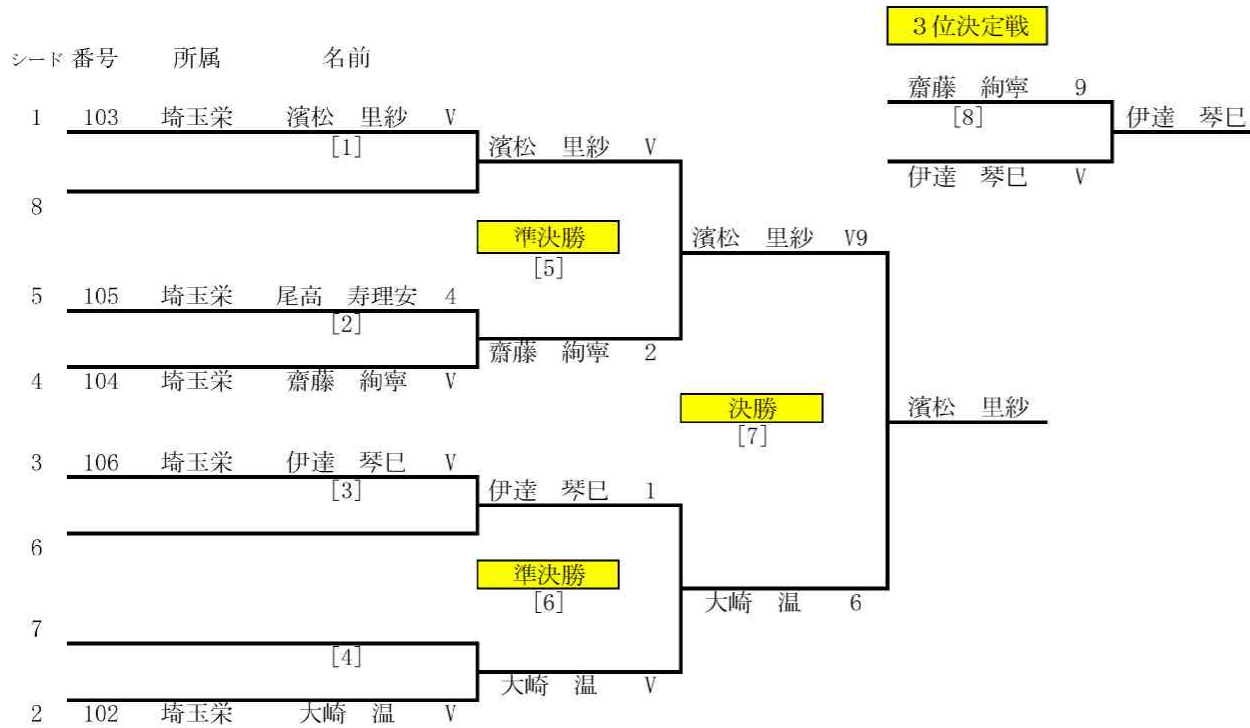 ３位決定戦
シード 番号 所属 名前
齋藤 絢寧 9
1 103 埼玉栄 濱松 里紗 V
[8]
伊達 琴巳
[1]
濱松 里紗 V
伊達 琴巳 V
8
準決勝
濱松 里紗 V9
[5]
5 105 埼玉栄 尾高 寿理安 4
[2]
齋藤 絢寧 2
4 104 埼玉栄 齋藤 絢寧 V
決勝
濱松 里紗
[7]
3 106 埼玉栄 伊達 琴巳 V
[3]
伊達 琴巳 1
6
準決勝
[6]
大崎 温 6
7
[4]
大崎 温 V
2 102 埼玉栄 大崎 温 V